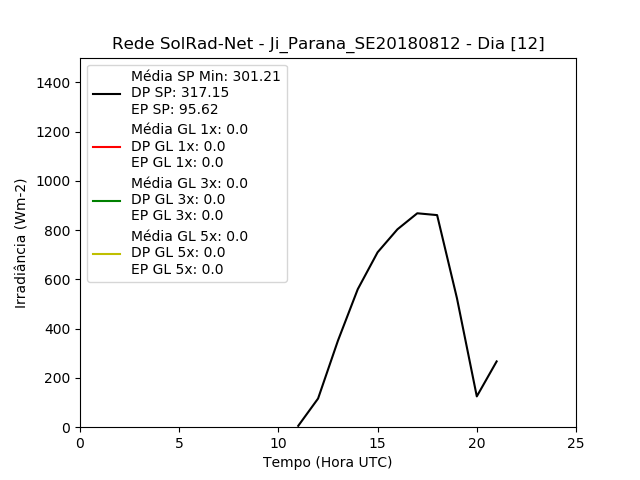 Rede SolRad-Net - Ji_Parana_SE20180812 - Dia [12]
Média SP Min: 301.21
DP SP: 317.15
EP SP: 95.62
Média GL 1x: 0.0
DP GL 1x: 0.0
EP GL 1x: 0.0
Média GL 3x: 0.0
DP GL 3x: 0.0
EP GL 3x: 0.0
Média GL 5x: 0.0
DP GL 5x: 0.0
EP GL 5x: 0.0
Irradiância (Wm-2)
1400
1200
1000
800
600
400
200
0
0 5 10 15 20 25
Tempo (Hora UTC)